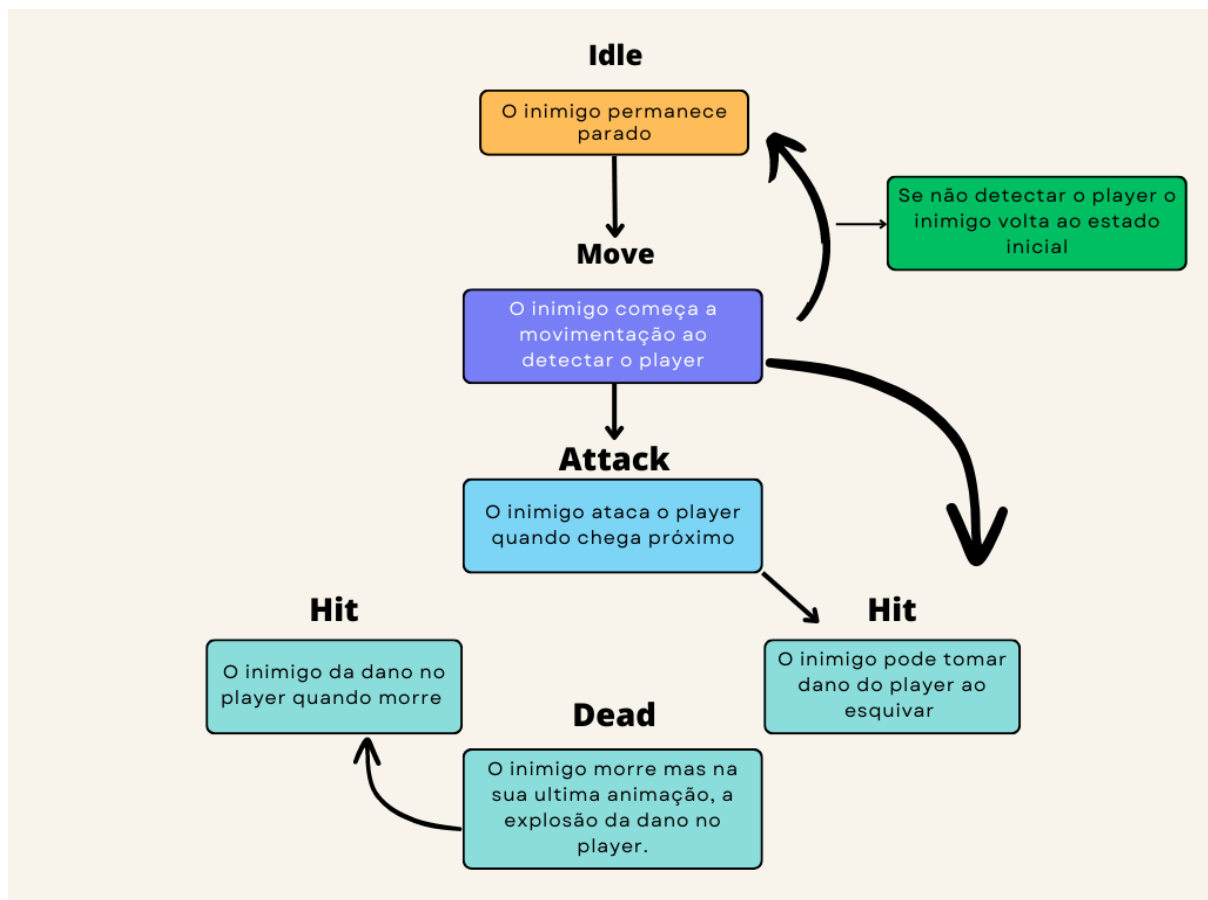 Idle
O inimigo permanece
parado
Se não detectar o player o
inimigo volta ao estado
inicial
Move
O inimigo começa a
movimentação ao
detectar o player
Attack
O inimigo ataca o player
quando chega próximo
Hit
O inimigo da dano no
player quando morre
Hit
O inimigo pode tomar
dano do player ao
esquivar
Dead
O inimigo morre mas na
sua ultima animação, a
explosão da dano no
player.